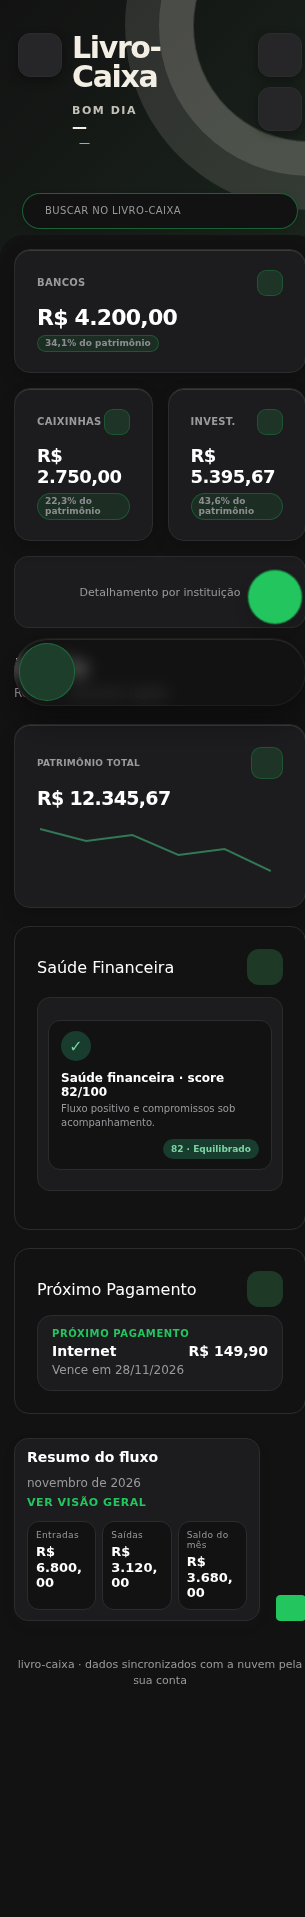 Livro-
Caixa
BOM DIA
—
—
BUSCAR NO LIVRO-CAIXA
BANCOS
R$ 4.200,00
34,1% do patrimônio
CAIXINHAS
R$
2.750,00
22,3% do
patrimônio
INVEST.
R$
5.395,67
43,6% do
patrimônio
Detalhamento por instituição
PATRIMÔNIO TOTAL
R$ 12.345,67
Saúde Financeira
✓
Saúde financeira · score
82/100
Fluxo positivo e compromissos sob
acompanhamento.
82 · Equilibrado
Próximo Pagamento
PRÓXIMO PAGAMENTO
Internet R$ 149,90
Vence em 28/11/2026
Resumo do fluxo
novembro de 2026
VER VISÃO GERAL
Entradas
R$
6.800,
00
Saídas
R$
3.120,
00
Saldo do
mês
R$
3.680,
00
livro-caixa · dados sincronizados com a nuvem pela
sua conta